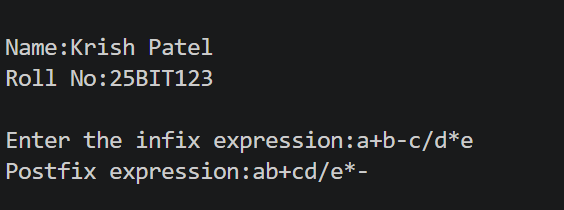 Name:Krish Patel
Roll No:25BIT123
Enter the infix expression:a+b-c/d*e
Postfix expression:ab+cd/e*-